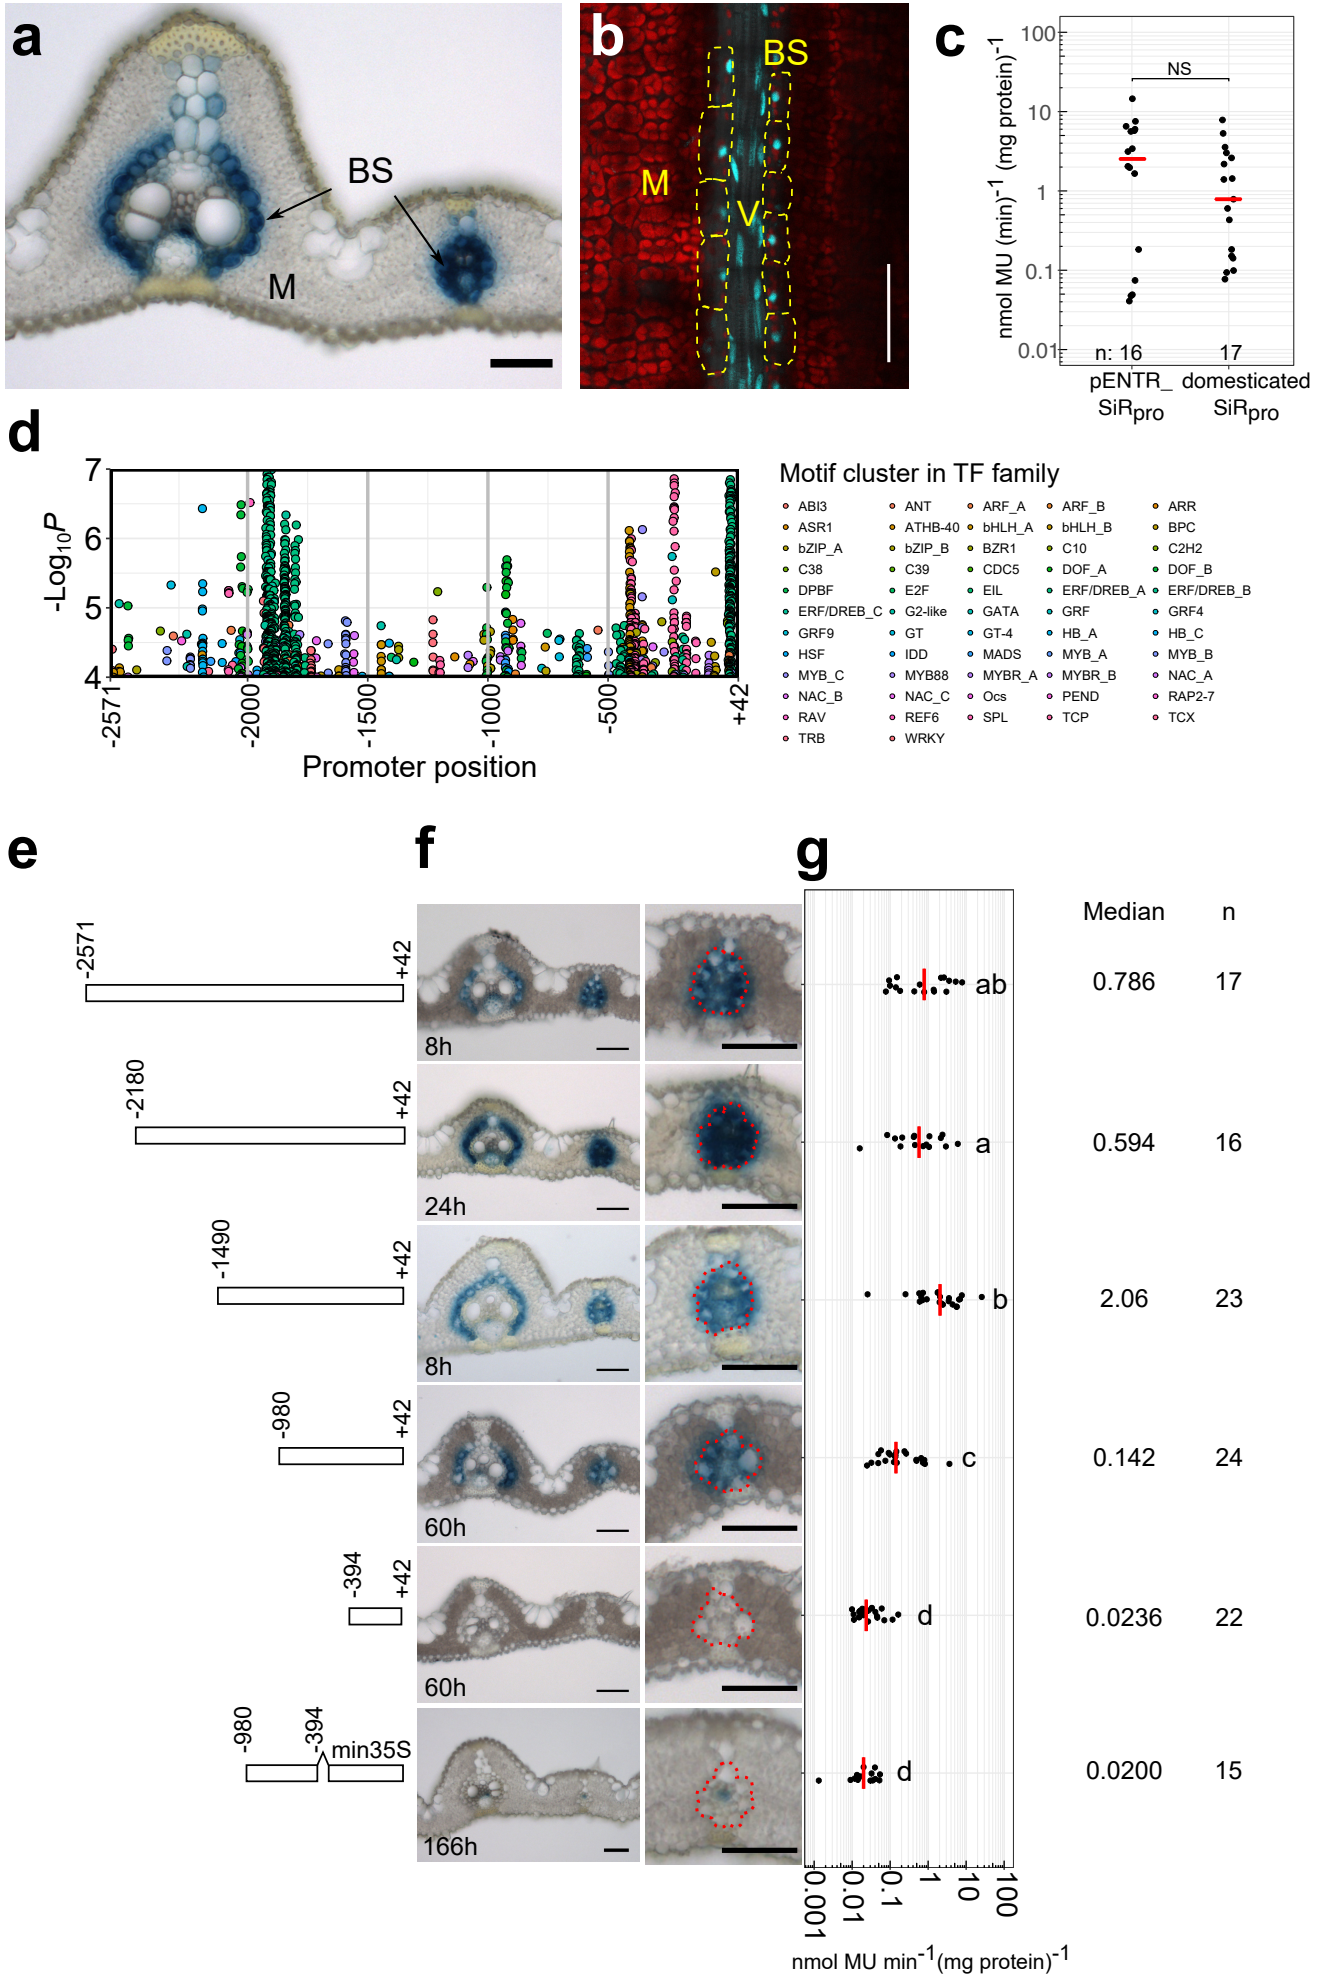 a
BS
M
b
BS
M
V
c
nmol MU (min)-1 (mg protein)-1
100
10
1
0.1
0.01
NS
n: 16
17
pENTR_
SiRpro
domesticated
SiRpro
d
-Log10P
7
6
5
4
-2571
-2000
-1500
-1000
-500
+42
Promoter position
Motif cluster in TF family
ABI3 ANT ARF_A ARF_B ARR
ASR1 ATHB-40 bHLH_A bHLH_B BPC
bZIP_A bZIP_B BZR1 C10 C2H2
C38 C39 CDC5 DOF_A DOF_B
DPBF E2F EIL ERF/DREB_A ERF/DREB_B
ERF/DREB_C G2-like GATA GRF GRF4
GRF9 GT GT-4 HB_A HB_C
HSF IDD MADS MYB_A MYB_B
MYB_C MYB88 MYBR_A MYBR_B NAC_A
NAC_B NAC_C Ocs PEND RAP2-7
RAV REF6 SPL TCP TCX
TRB WRKY
e
f
g
Median n
-2571 +42
8h
ab
0.786 17
-2180 +42
24h
a
0.594 16
-1490 +42
8h
b
2.06 23
-980 +42
60h
c
0.142 24
-394 +42
60h
d
0.0236 22
-980 -394 min35S
166h
d
0.0200 15
0.001 0.01 0.1 1 10 100
nmol MU min-1(mg protein)-1